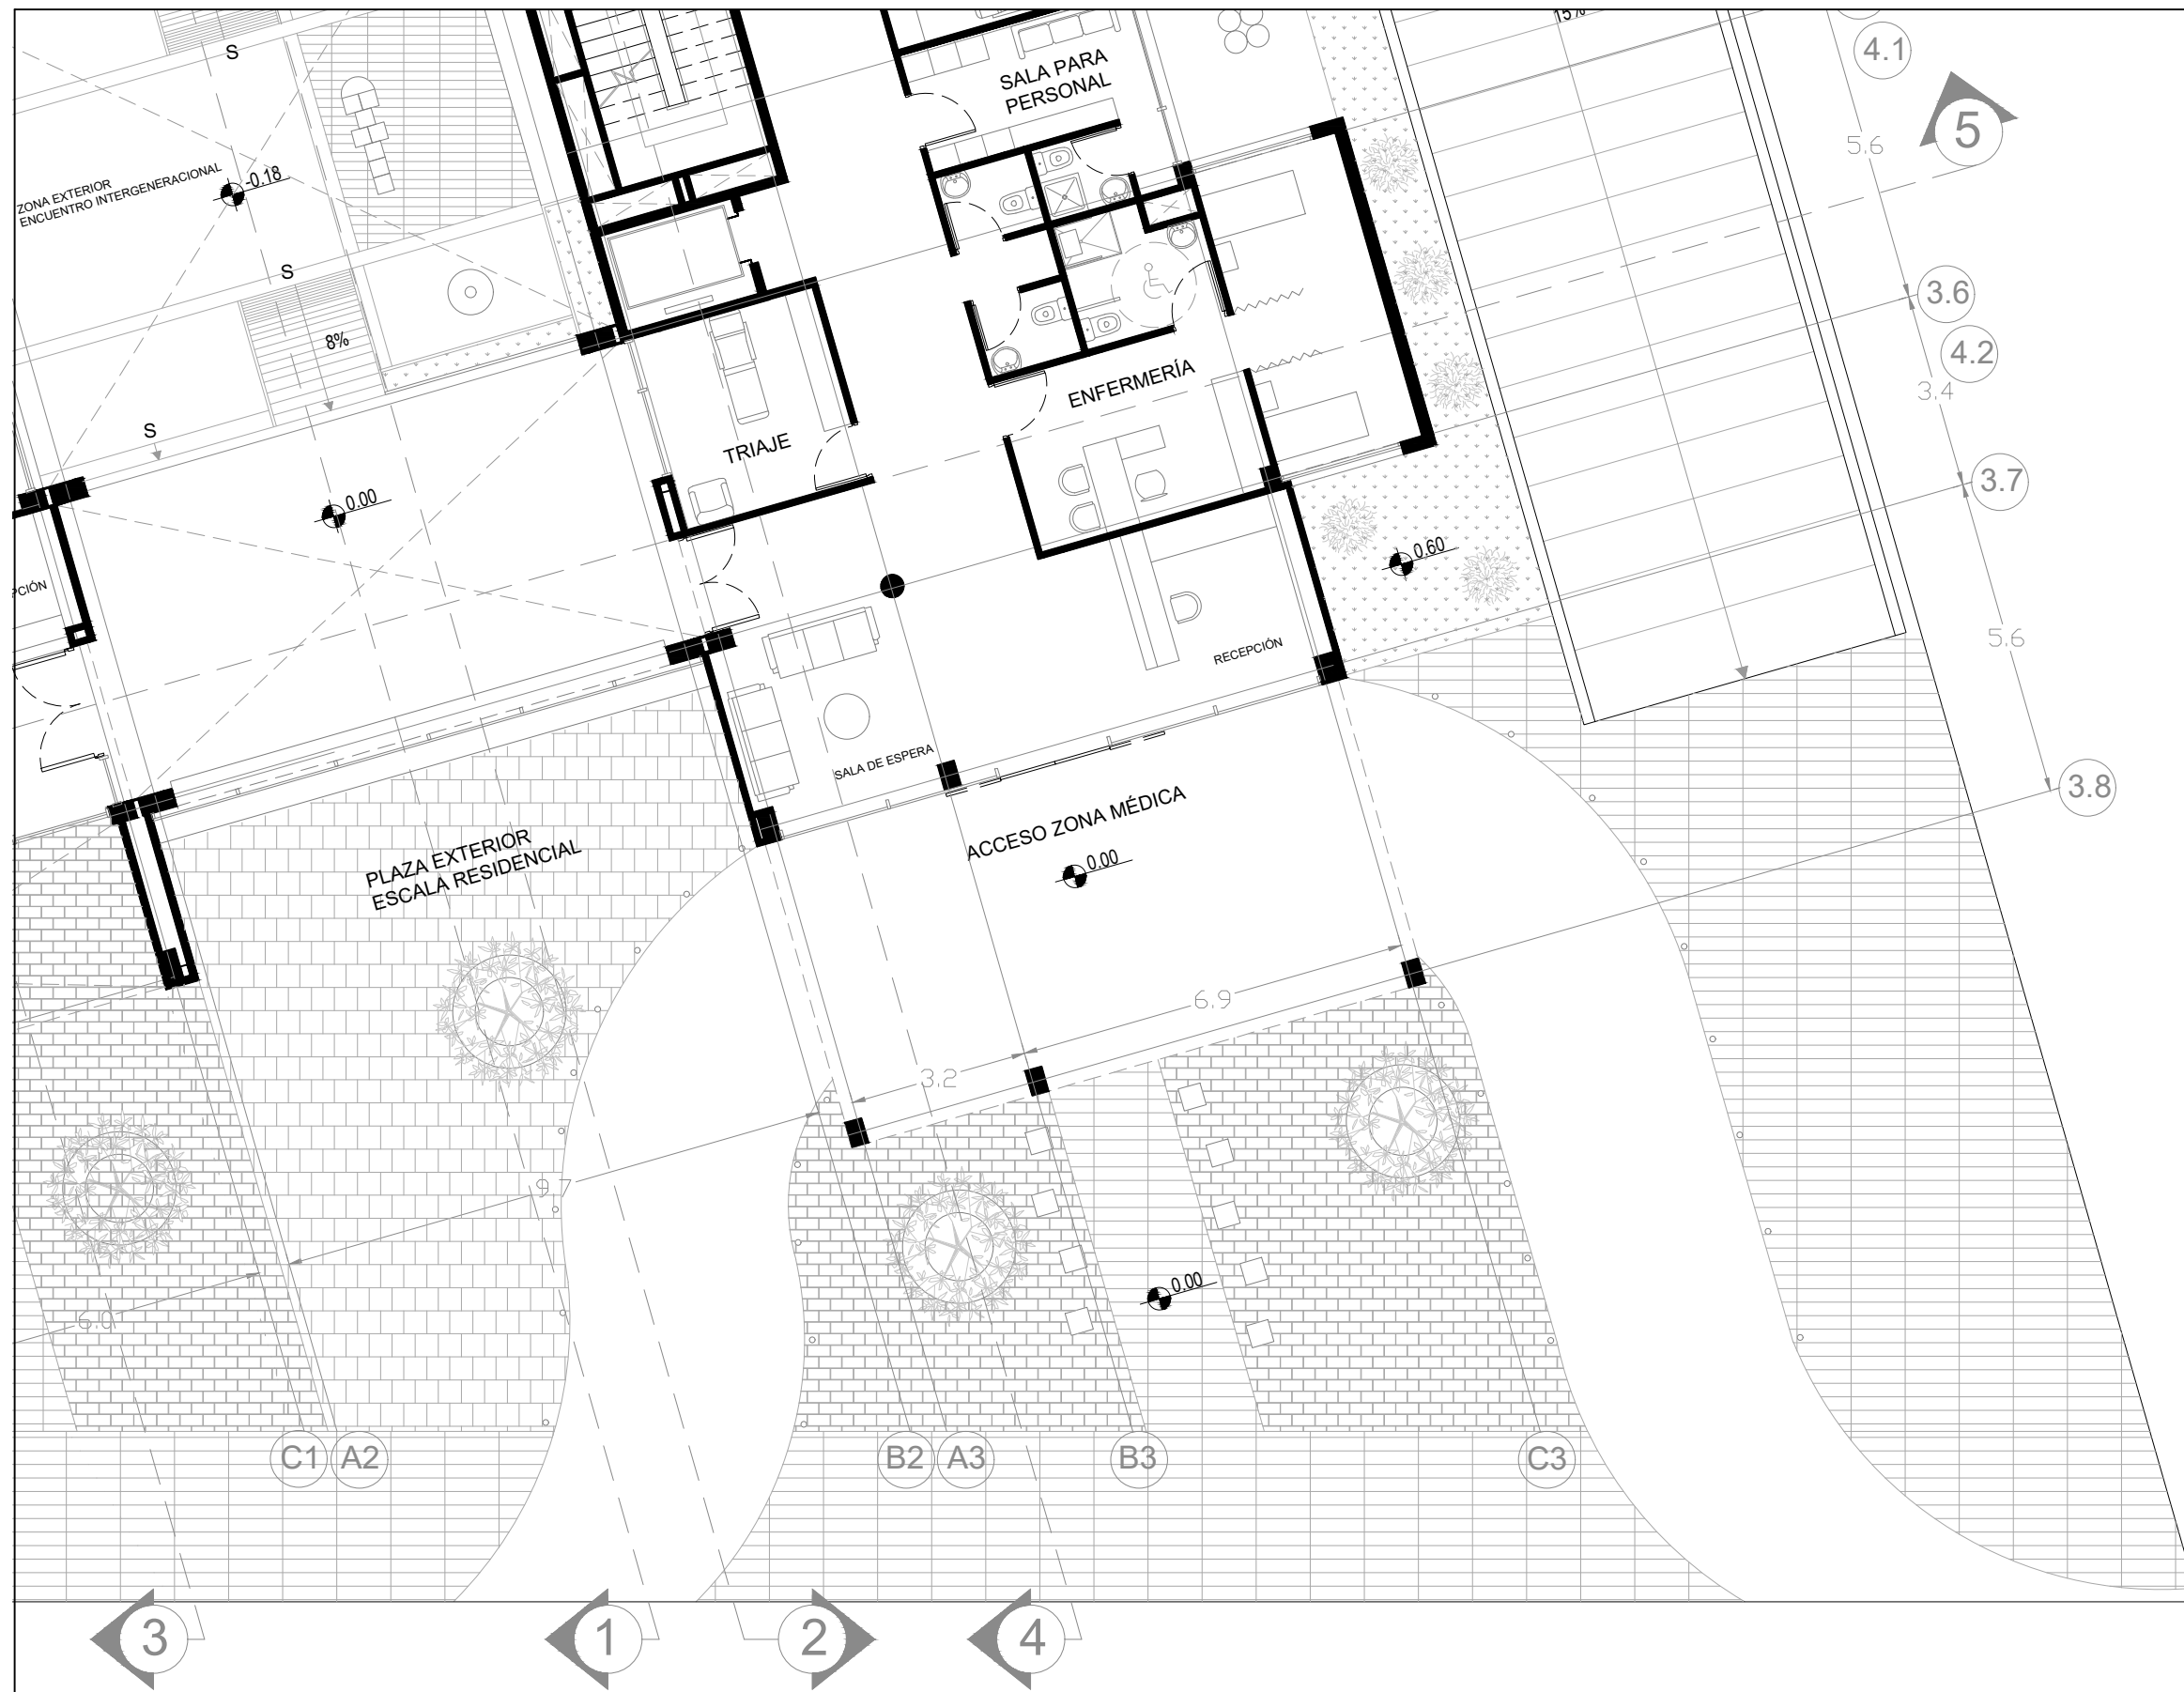 15%
S
4.1
SALA PARA
PERSONAL
5
5.6
-0.18
ZONA EXTERIOR
ENCUENTRO INTERGENERACIONAL
S
3.6
8%
4.2
ENFERMERÍA
3.4
S
TRIAJE
3.7
0.00
0.60
PCIÓN
5.6
RECEPCIÓN
SALA DE ESPERA
3.8
ACCESO ZONA MÉDICA
0.00
PLAZA EXTERIOR
ESCALA RESIDENCIAL
6.9
3.2
9.7
0.00
6.0
C1
A2
B2
A3
B3
C3
3
1
2
4